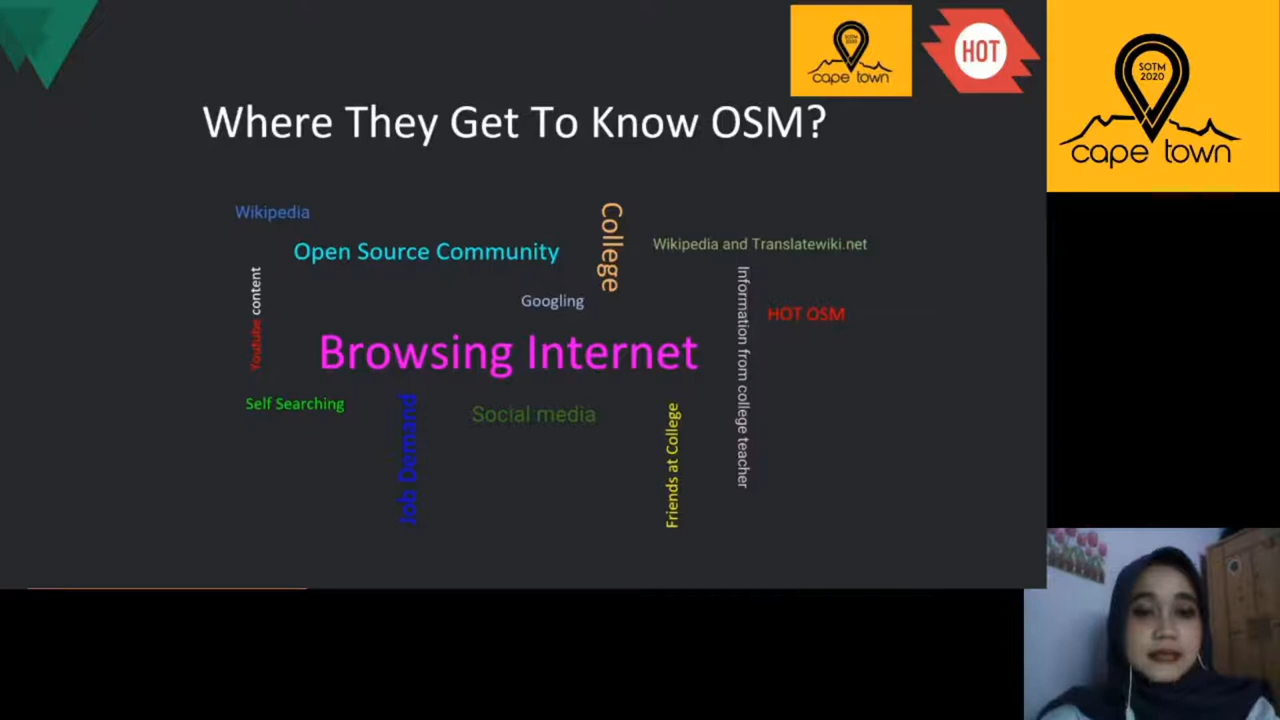 SOTM
2020
cape town
HOT
SOTM
2020
cape town
Where They Get To Know OSM?
Wikipedia
College
Open Source Community
Wikipedia and Translatewiki.net
Youtube content
Googling
Information from college teacher
HOT OSM
Browsing Internet
Self Searching
Job Demand
Social media
Friends at College